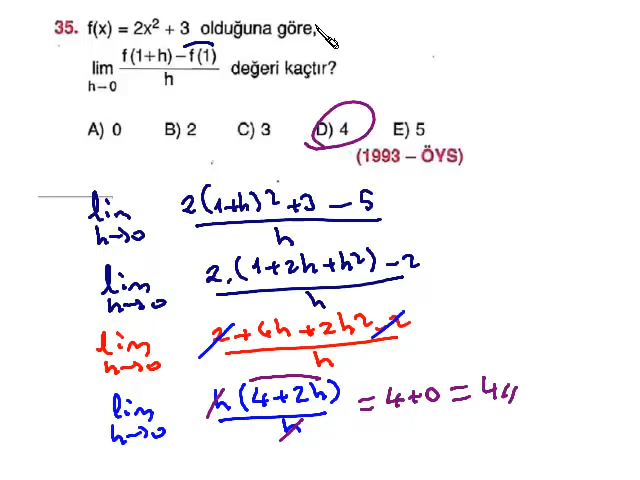 35. f(x) = 2x² + 3 olduğuna göre,
lim h→0 f(1+h) – f(1) / h değeri kaçtır?
A) 0 B) 2 C) 3 D) 4 E) 5
(1993 – ÖYS)
lim h→0 2(1+h)² + 3 – 5 / h
lim h→0 2.(1+2h+h²) – 2 / h
lim h→0 2 + 4h + 2h² – 2 / h
lim h→0 h(4+2h) / h = 4+0 = 4//